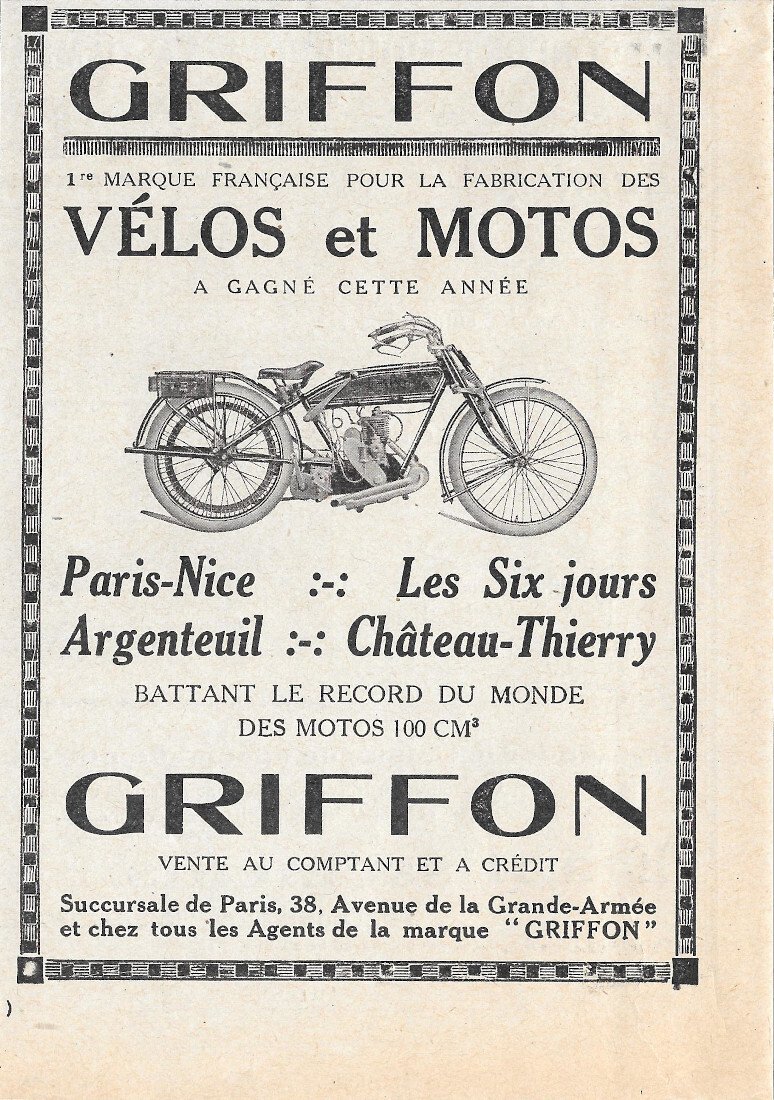 GRIFFON
1re MARQUE FRANÇAISE POUR LA FABRICATION DES
VÉLOS et MOTOS
A GAGNÉ CETTE ANNÉE
Paris-Nice :-: Les Six jours
Argenteuil :-: Château-Thierry
BATTANT LE RECORD DU MONDE
DES MOTOS 100 CM³
GRIFFON
VENTE AU COMPTANT ET A CRÉDIT
Succursale de Paris, 38, Avenue de la Grande-Armée
et chez tous les Agents de la marque "GRIFFON"
)